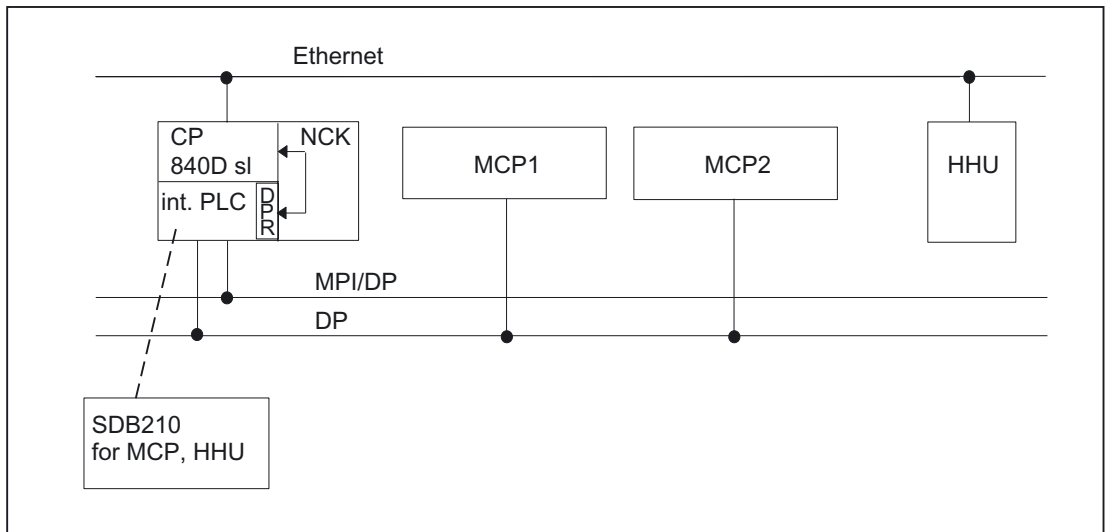 Ethernet
CP
840D sl
NCK
int. PLC
D
P
R
MCP1
MCP2
HHU
MPI/DP
DP
SDB210
for MCP, HHU